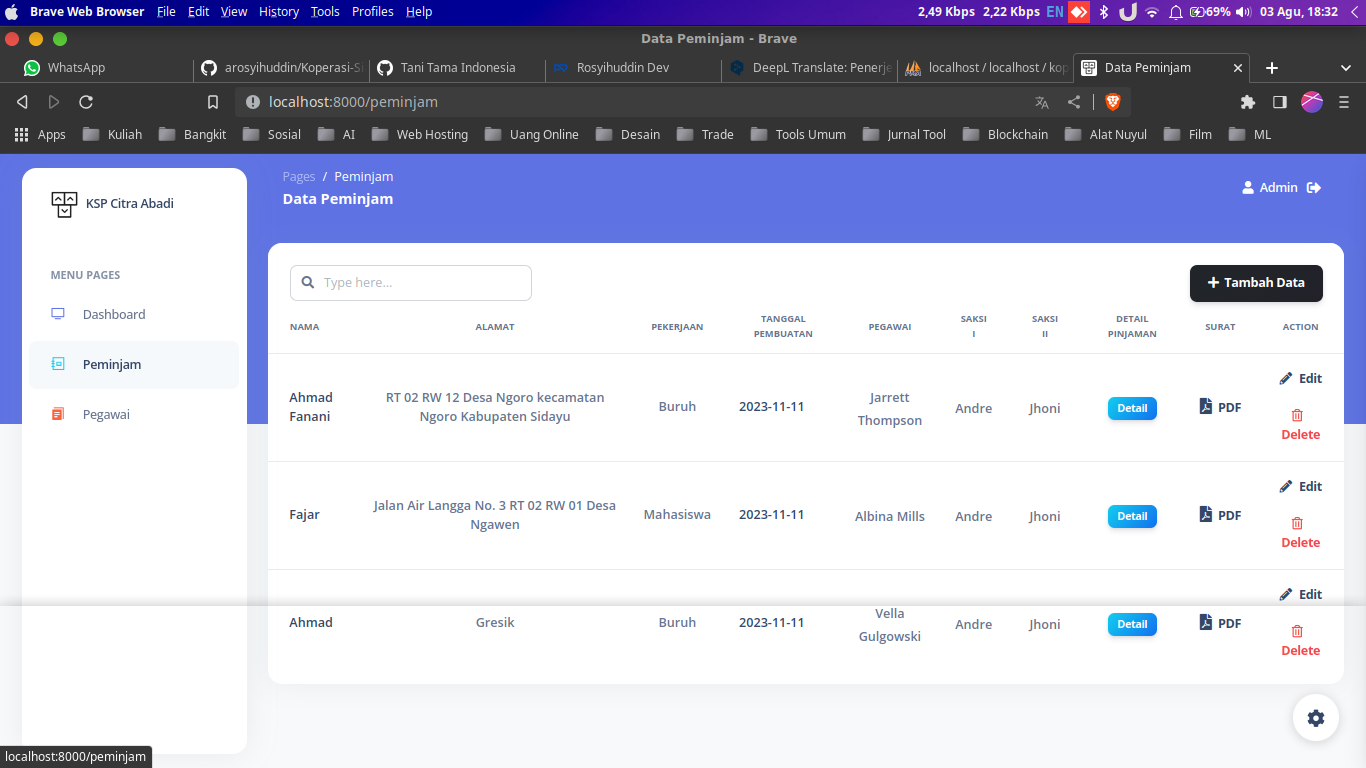 Brave Web Browser File Edit View History Tools Profiles Help 2,49 Kbps 2,22 Kbps EN 69% 03 Agu, 18:32
Data Peminjam - Brave
WhatsApp arosyihuddin/Koperasi-Si Tani Tama Indonesia Rosyihuddin Dev DeepL Translate: Penerje localhost / localhost / kop Data Peminjam
localhost:8000/peminjam
Apps Kuliah Bangkit Sosial AI Web Hosting Uang Online Desain Trade Tools Umum Jurnal Tool Blockchain Alat Nuyul Film ML
Pages / Peminjam
Data Peminjam
Admin
KSP Citra Abadi
MENU PAGES
Dashboard
Peminjam
Pegawai
Type here...
Tambah Data
NAMA ALAMAT PEKERJAAN TANGGAL PEMBUATAN PEGAWAI SAKSI I SAKSI II DETAIL PINJAMAN SURAT ACTION
Ahmad Fanani RT 02 RW 12 Desa Ngoro kecamatan Ngoro Kabupaten Sidayu Buruh 2023-11-11 Jarrett Thompson Andre Jhoni Detail PDF Edit Delete
Fajar Jalan Air Langga No. 3 RT 02 RW 01 Desa Ngawen Mahasiswa 2023-11-11 Albina Mills Andre Jhoni Detail PDF Edit Delete
Ahmad Gresik Buruh 2023-11-11 Vella Gulgowski Andre Jhoni Detail PDF Edit Delete
localhost:8000/peminjam